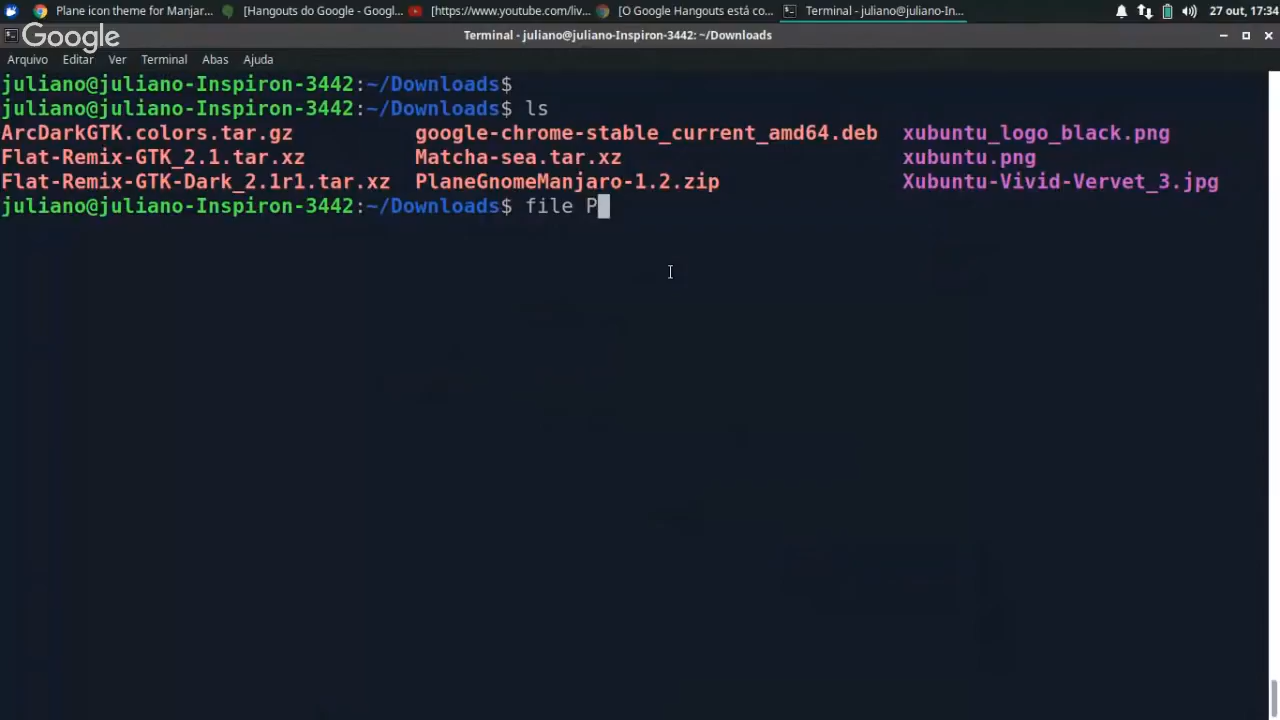 Plane icon theme for Manjar... [Hangouts do Google - Googl... [https://www.youtube.com/liv... [O Google Hangouts está co... Terminal - juliano@juliano-In... 27 out, 17:34
Google
Terminal - juliano@juliano-Inspiron-3442: ~/Downloads
Arquivo Editar Ver Terminal Abas Ajuda
juliano@juliano-Inspiron-3442:~/Downloads$
juliano@juliano-Inspiron-3442:~/Downloads$ ls
ArcDarkGTK.colors.tar.gz google-chrome-stable_current_amd64.deb xubuntu_logo_black.png
Flat-Remix-GTK_2.1.tar.xz Matcha-sea.tar.xz xubuntu.png
Flat-Remix-GTK-Dark_2.1r1.tar.xz PlaneGnomeManjaro-1.2.zip Xubuntu-Vivid-Vervet_3.jpg
juliano@juliano-Inspiron-3442:~/Downloads$ file P